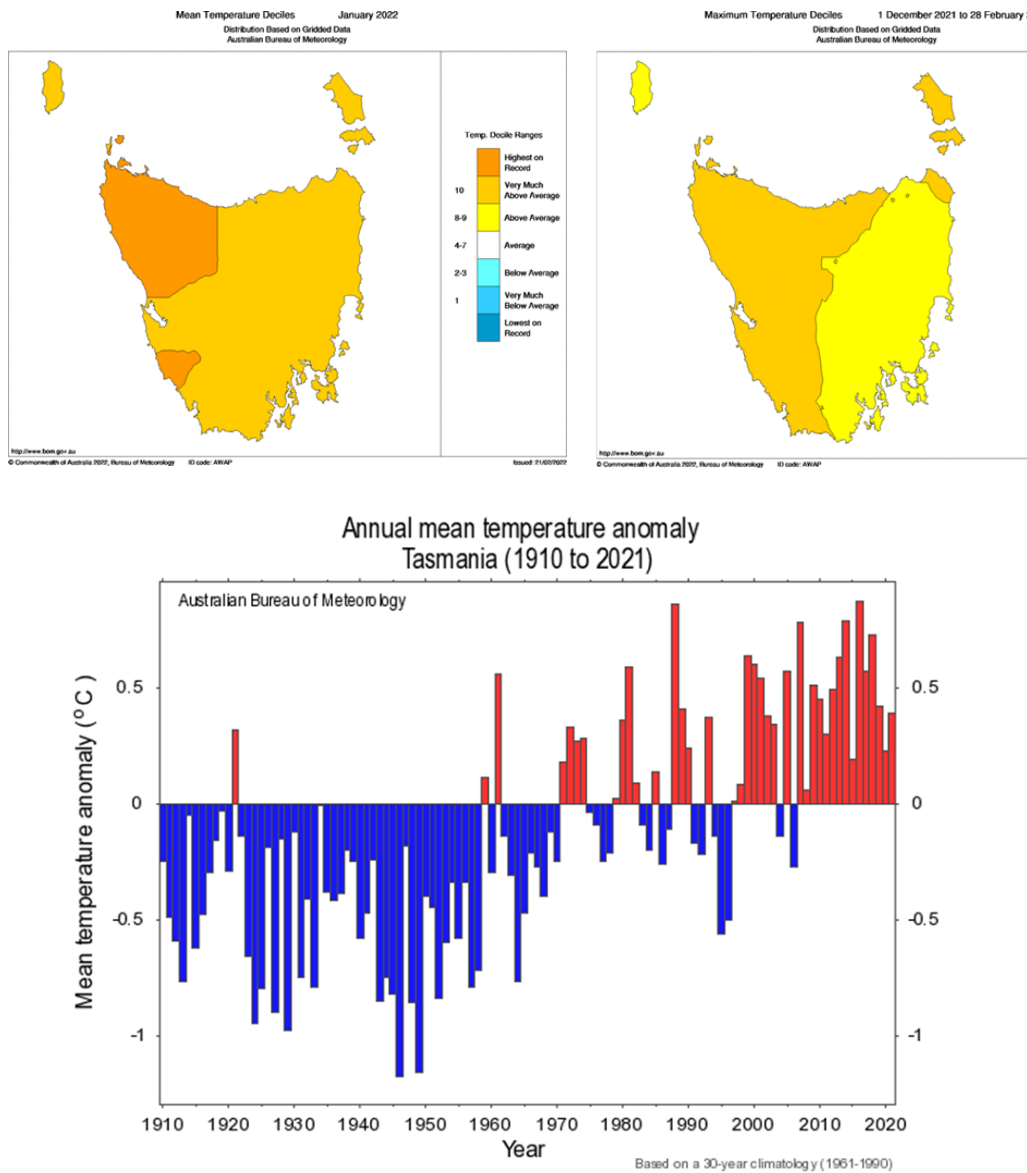 Mean Temperature Deciles January 2022
Distribution Based on Gridded Data
Australian Bureau of Meteorology
Temp. Decile Ranges
Highest on
Record
10 Very Much
Above Average
8-9 Above Average
4-7 Average
2-3 Below Average
1 Very Much
Below Average
Lowest on
Record
http://www.bom.gov.au
© Commonwealth of Australia 2022, Bureau of Meteorology ID code: AWAP Issued: 21/02/2022
Maximum Temperature Deciles 1 December 2021 to 28 February
Distribution Based on Gridded Data
Australian Bureau of Meteorology
http://www.bom.gov.au
© Commonwealth of Australia 2022, Bureau of Meteorology ID code: AWAP
Annual mean temperature anomaly
Tasmania (1910 to 2021)
Australian Bureau of Meteorology
Mean temperature anomaly (°C)
0.5 0.5
0 0
-0.5 -0.5
-1 -1
1910 1920 1930 1940 1950 1960 1970 1980 1990 2000 2010 2020
Year
Based on a 30-year climatology (1961-1990)